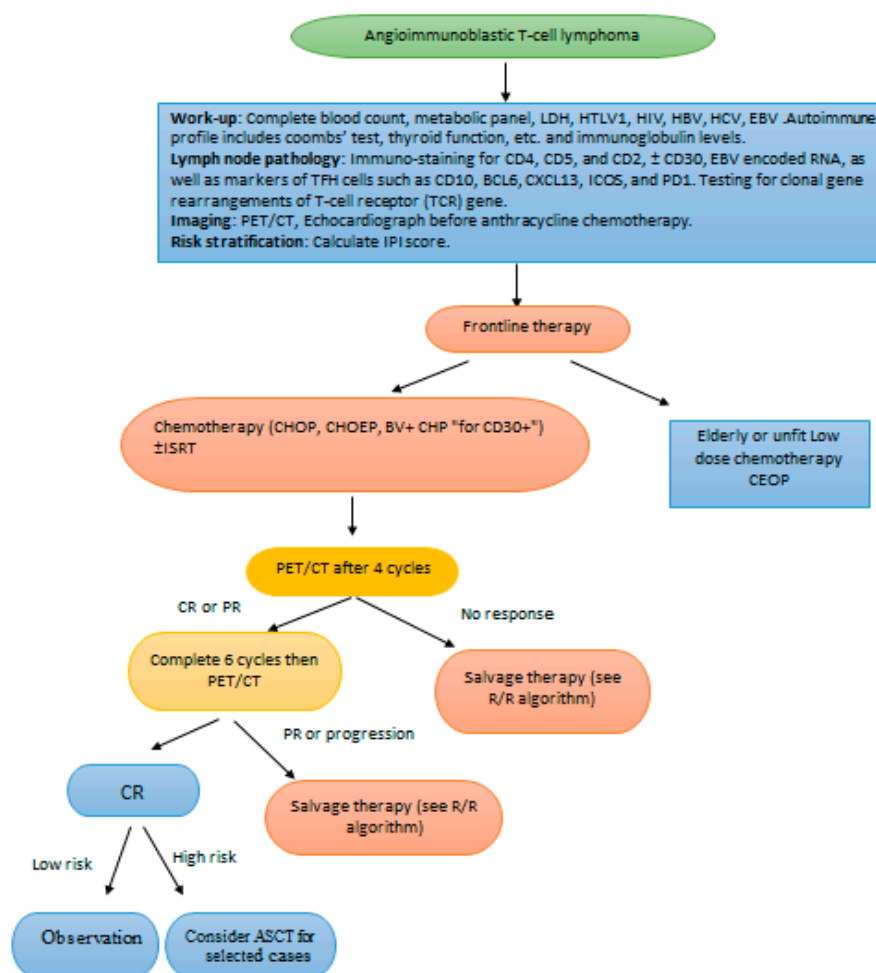 Angioimmunoblastic T-cell lymphoma
Work-up: Complete blood count, metabolic panel, LDH, HTLV1, HIV, HBV, HCV, EBV .Autoimmune
profile includes coombs' test, thyroid function, etc. and immunoglobulin levels.
Lymph node pathology: Immuno-staining for CD4, CD5, and CD2, ± CD30, EBV encoded RNA, as
well as markers of TFH cells such as CD10, BCL6, CXCL13, ICOS, and PD1. Testing for clonal gene
rearrangements of T-cell receptor (TCR) gene.
Imaging: PET/CT, Echocardiograph before anthracycline chemotherapy.
Risk stratification: Calculate IPI score.
Frontline therapy
Chemotherapy (CHOP, CHOEP, BV+ CHP "for CD30+")
±ISRT
Elderly or unfit Low
dose chemotherapy
CEOP
PET/CT after 4 cycles
CR or PR
No response
Complete 6 cycles then
PET/CT
Salvage therapy (see
R/R algorithm)
PR or progression
CR
Salvage therapy (see R/R
algorithm)
Low risk
High risk
Observation
Consider ASCT for
selected cases